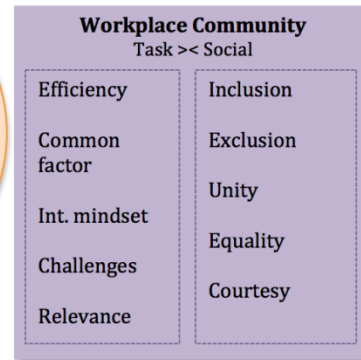 Workplace Community
Task >< Social
Efficiency
Common
factor
Int. mindset
Challenges
Relevance
Inclusion
Exclusion
Unity
Equality
Courtesy